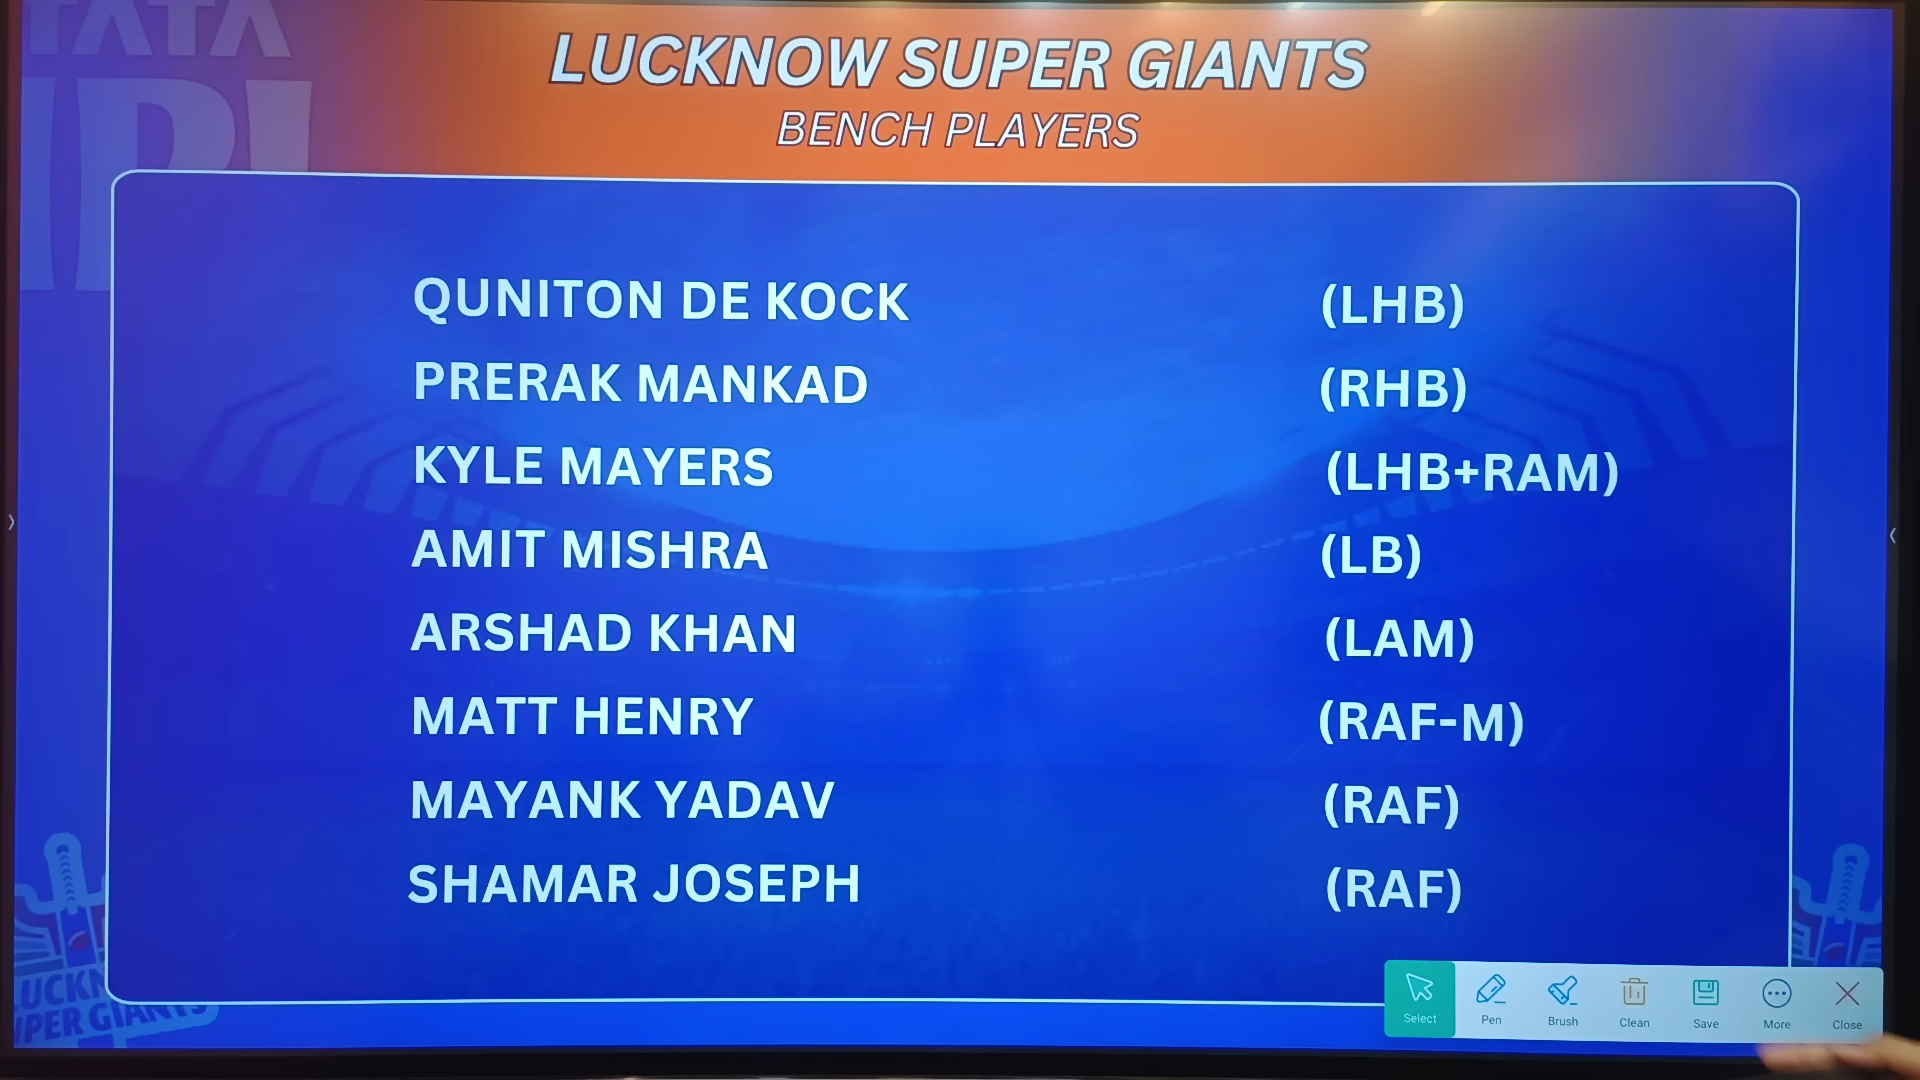 TATA
IPL
LUCKNOW SUPER GIANTS
BENCH PLAYERS
QUNITON DE KOCK (LHB)
PRERAK MANKAD (RHB)
KYLE MAYERS (LHB+RAM)
AMIT MISHRA (LB)
ARSHAD KHAN (LAM)
MATT HENRY (RAF-M)
MAYANK YADAV (RAF)
SHAMAR JOSEPH (RAF)
Select Pen Brush Clean Save More Close